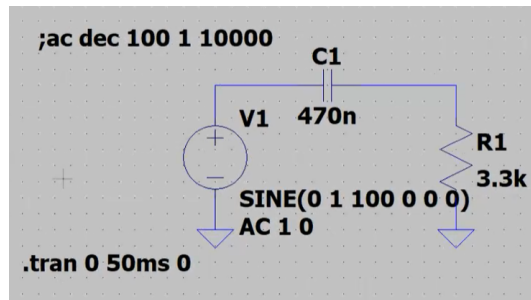 ;ac dec 100 1 10000
C1
V1
470n
R1
3.3k
SINE(0 1 100 0 0 0)
AC 1 0
.tran 0 50ms 0